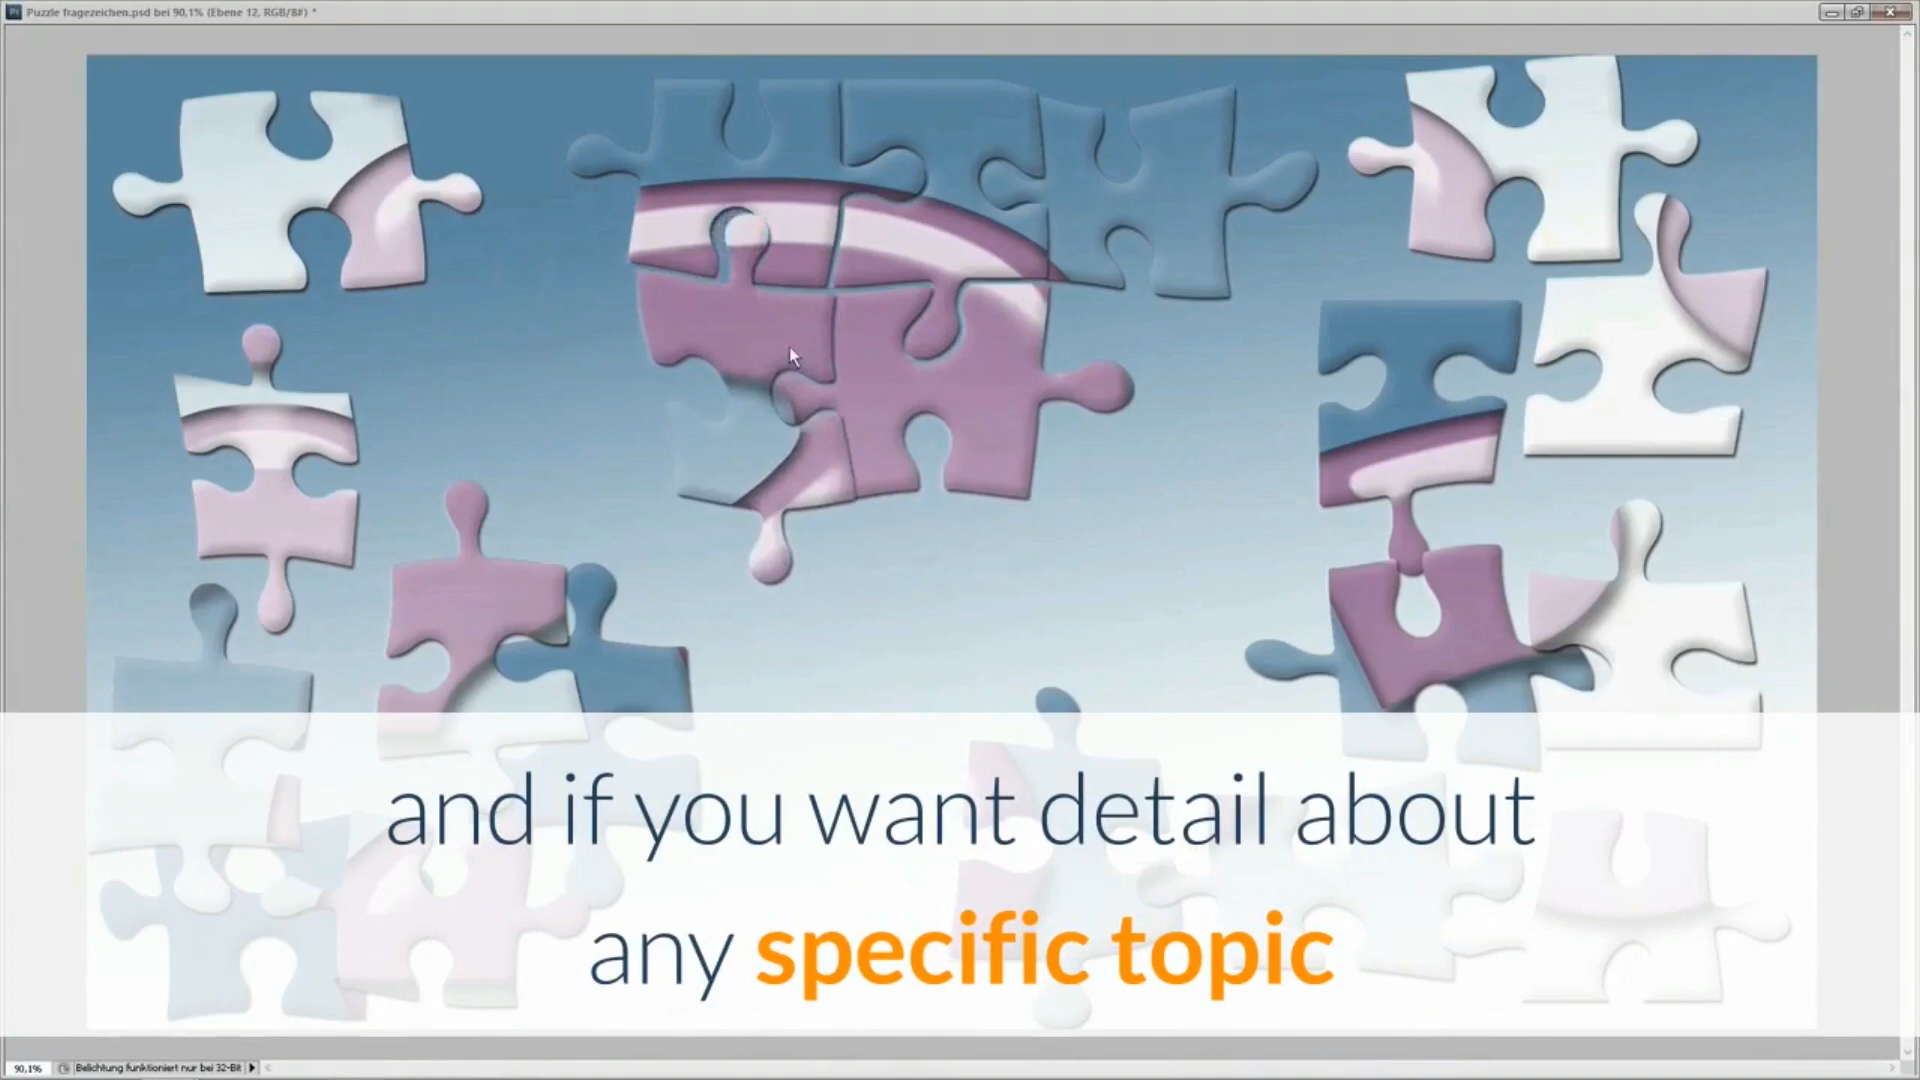 Puzzle fragezeichen.psd bei 90,1% (Ebene 12, RGB/8#) *
and if you want detail about
any specific topic
90,1% Belichtung funktioniert nur bei 32-Bit